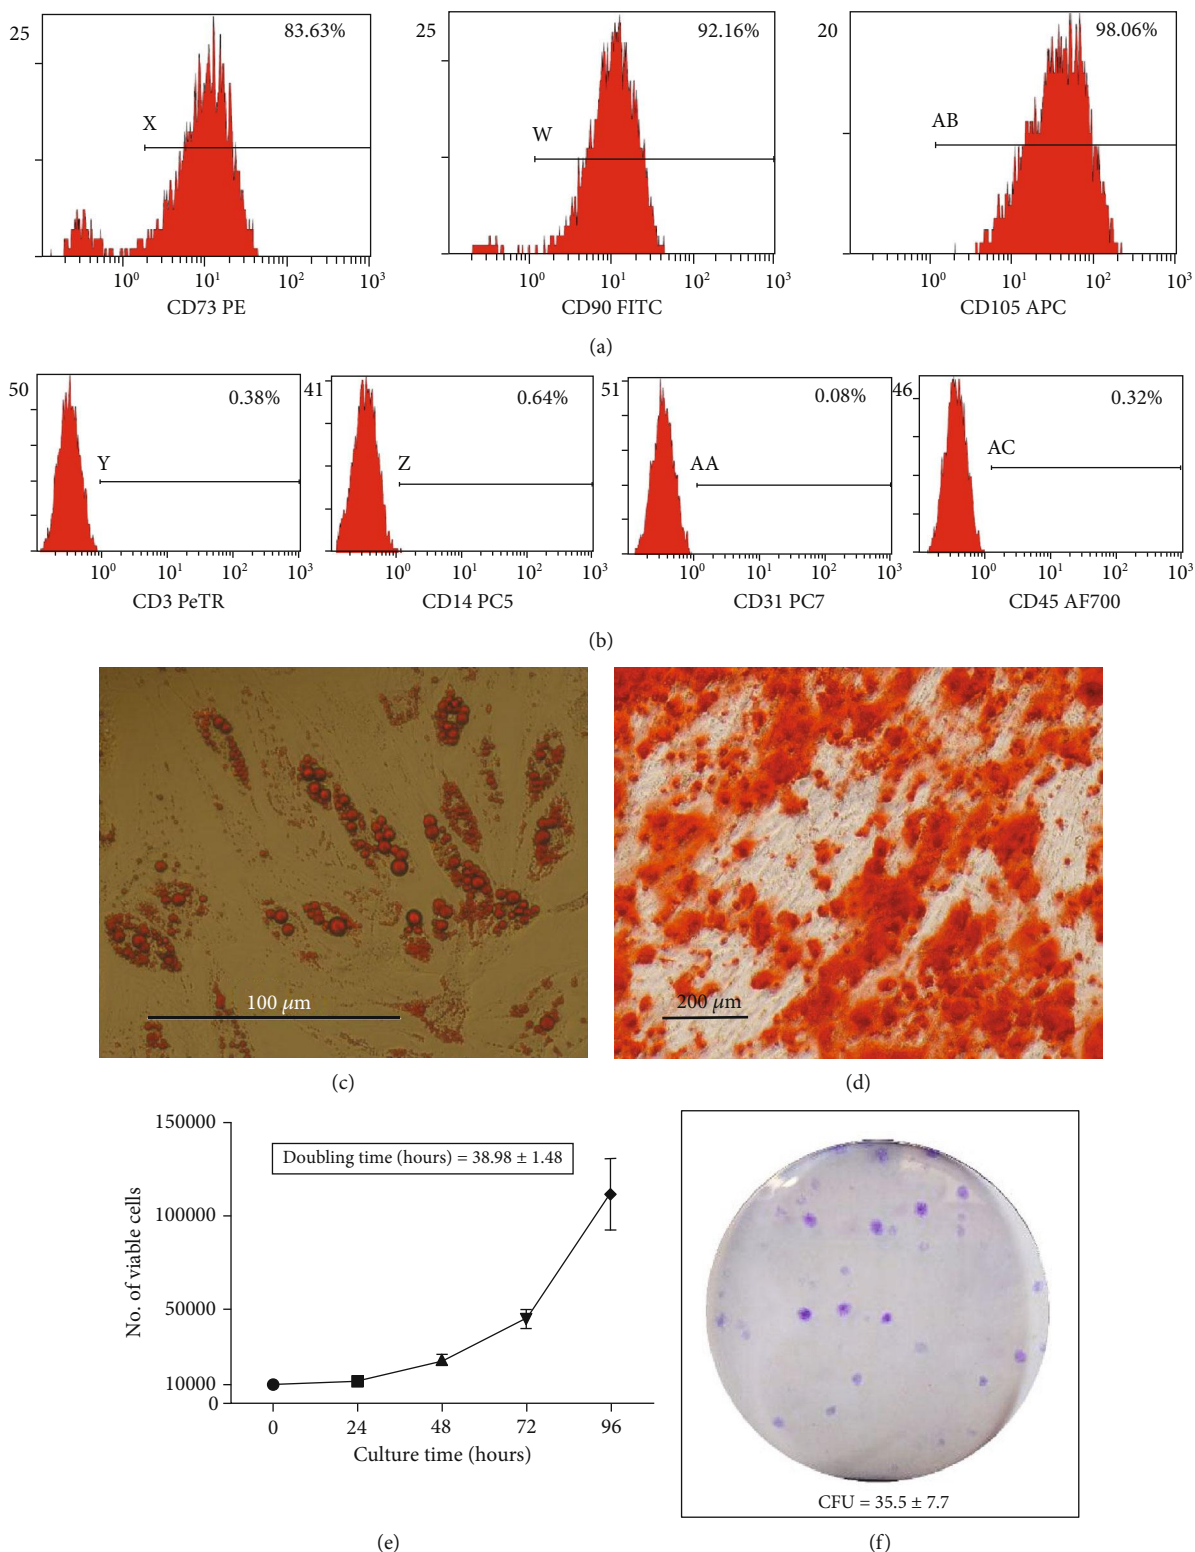 25
83.63%
X
10⁰ 10¹ 10² 10³
CD73 PE
25
92.16%
W
10⁰ 10¹ 10² 10³
CD90 FITC
20
98.06%
AB
10⁰ 10¹ 10² 10³
CD105 APC
(a)
50
0.38%
Y
10⁰ 10¹ 10² 10³
CD3 PeTR
41
0.64%
Z
10⁰ 10¹ 10² 10³
CD14 PC5
51
0.08%
AA
10⁰ 10¹ 10² 10³
CD31 PC7
46
0.32%
AC
10⁰ 10¹ 10² 10³
CD45 AF700
(b)
100 µm
(c)
200 µm
(d)
150000
100000
50000
10000
0
No. of viable cells
Doubling time (hours) = 38.98 ± 1.48
0 24 48 72 96
Culture time (hours)
(e)
CFU = 35.5 ± 7.7
(f)